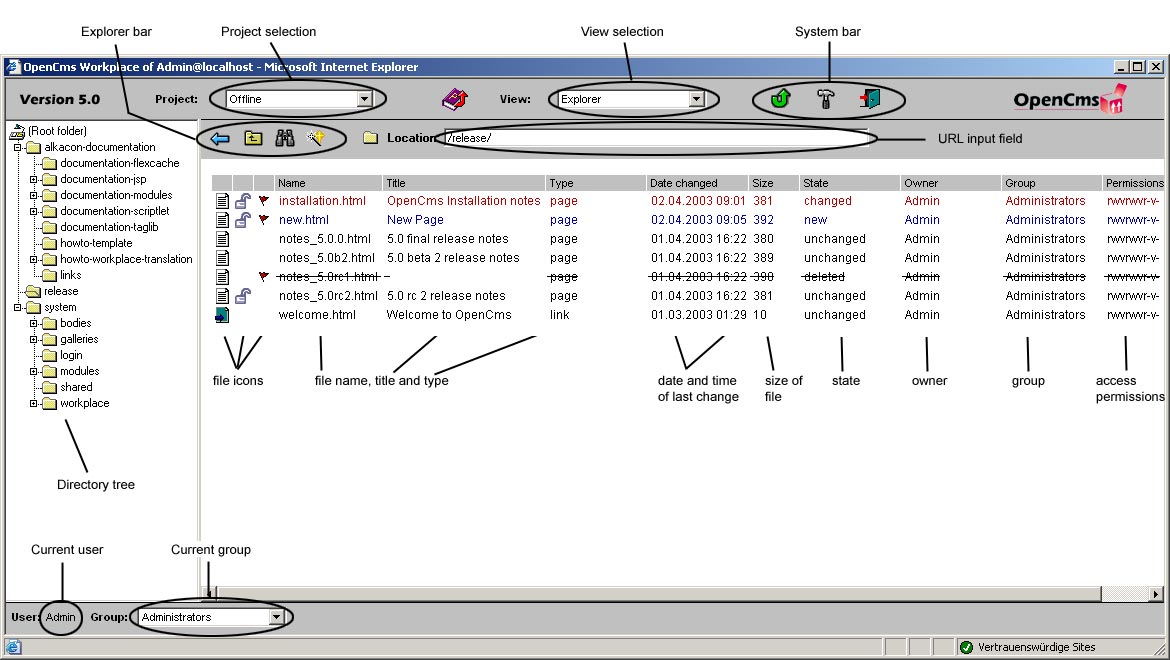 Explorer bar Project selection View selection System bar
OpenCms Workplace of Admin@localhost - Microsoft Internet Explorer
Version 5.0 Project: Offline View: Explorer OpenCms
(Root folder)
alkacon-documentation
documentation-flexcache
documentation-jsp
documentation-modules
documentation-scriptlet
documentation-taglib
howto-template
howto-workplace-translation
links
release
system
bodies
galleries
login
modules
shared
workplace
Directory tree
Location /release/ URL input field
Name Title Type Date changed Size State Owner Group Permissions
installation.html OpenCms Installation notes page 02.04.2003 09:01 381 changed Admin Administrators rwrwr-v-
new.html New Page page 02.04.2003 09:05 392 new Admin Administrators rwrwr-v-
notes_5.0.0.html 5.0 final release notes page 01.04.2003 16:22 380 unchanged Admin Administrators rwrwr-v-
notes_5.0b2.html 5.0 beta 2 release notes page 01.04.2003 16:22 389 unchanged Admin Administrators rwrwr-v-
notes_5.0rc1.html - page 01.04.2003 16:22 390 deleted Admin Administrators rwrwr-v-
notes_5.0rc2.html 5.0 rc 2 release notes page 01.04.2003 16:22 381 unchanged Admin Administrators rwrwr-v-
welcome.html Welcome to OpenCms link 01.03.2003 01:29 10 unchanged Admin Administrators rwrwr-v-
file icons file name, title and type date and time size of state owner group access
of last change file permissions
Current user Current group
User: Admin Group: Administrators
Vertrauenswürdige Sites